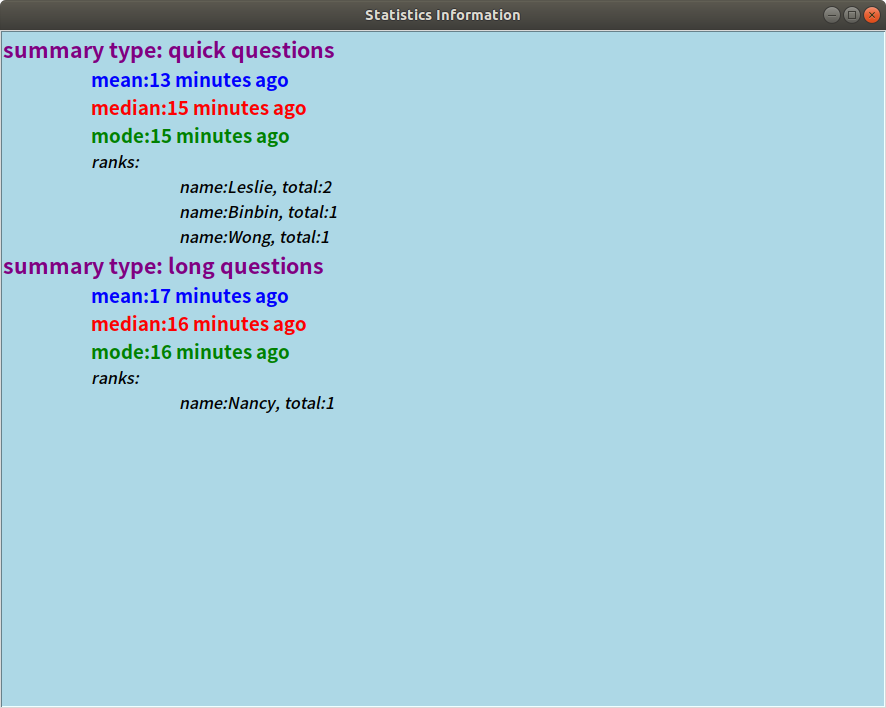 Statistics Information
summary type: quick questions
mean:13 minutes ago
median:15 minutes ago
mode:15 minutes ago
ranks:
name:Leslie, total:2
name:Binbin, total:1
name:Wong, total:1
summary type: long questions
mean:17 minutes ago
median:16 minutes ago
mode:16 minutes ago
ranks:
name:Nancy, total:1